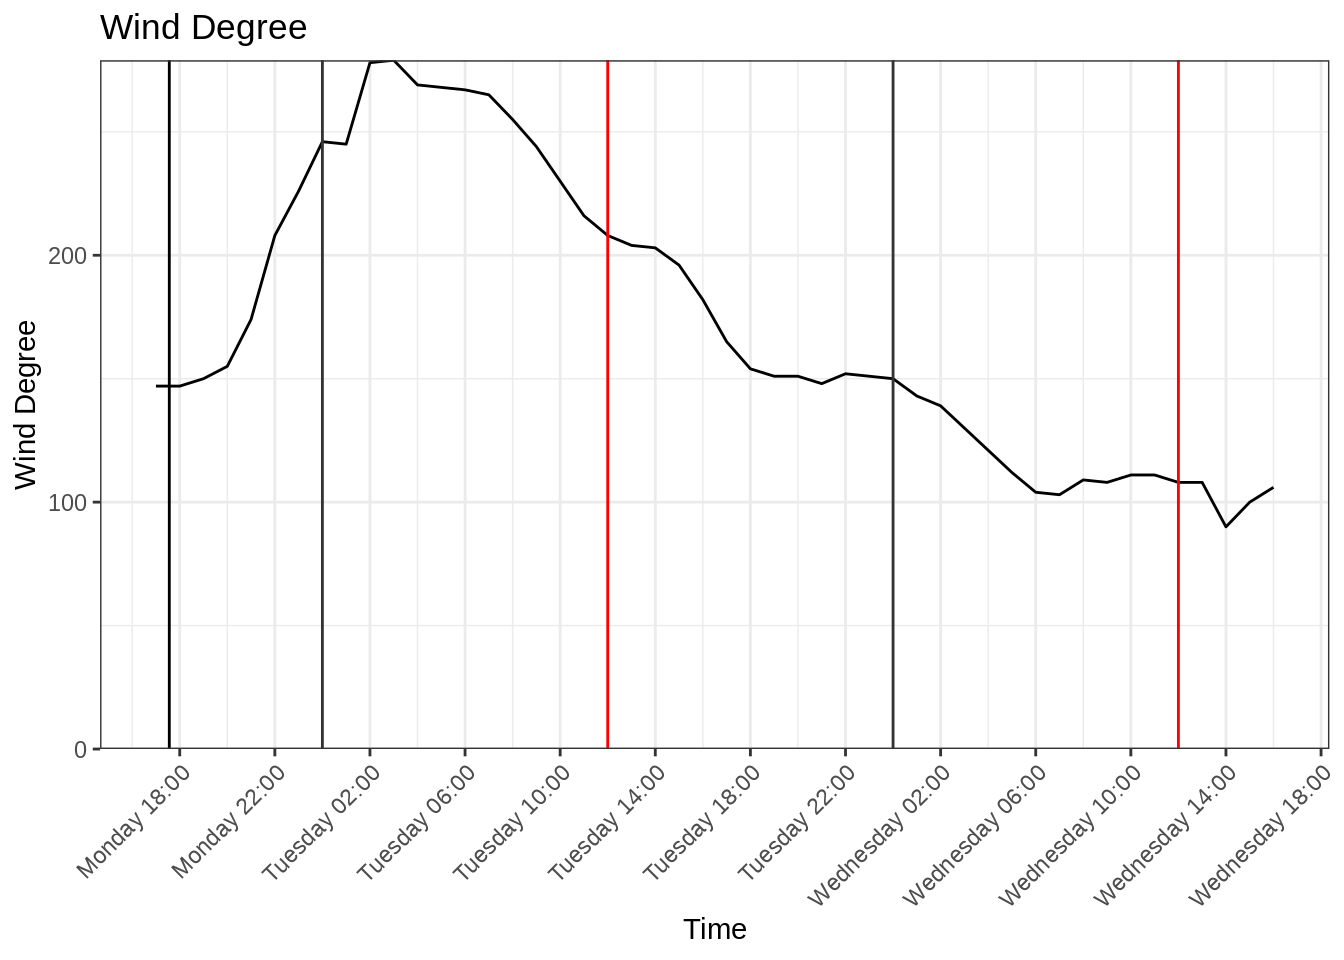 Wind Degree
Wind Degree
200
100
0
Monday 18:00
Monday 22:00
Tuesday 02:00
Tuesday 06:00
Tuesday 10:00
Tuesday 14:00
Tuesday 18:00
Tuesday 22:00
Wednesday 02:00
Wednesday 06:00
Wednesday 10:00
Wednesday 14:00
Wednesday 18:00
Time